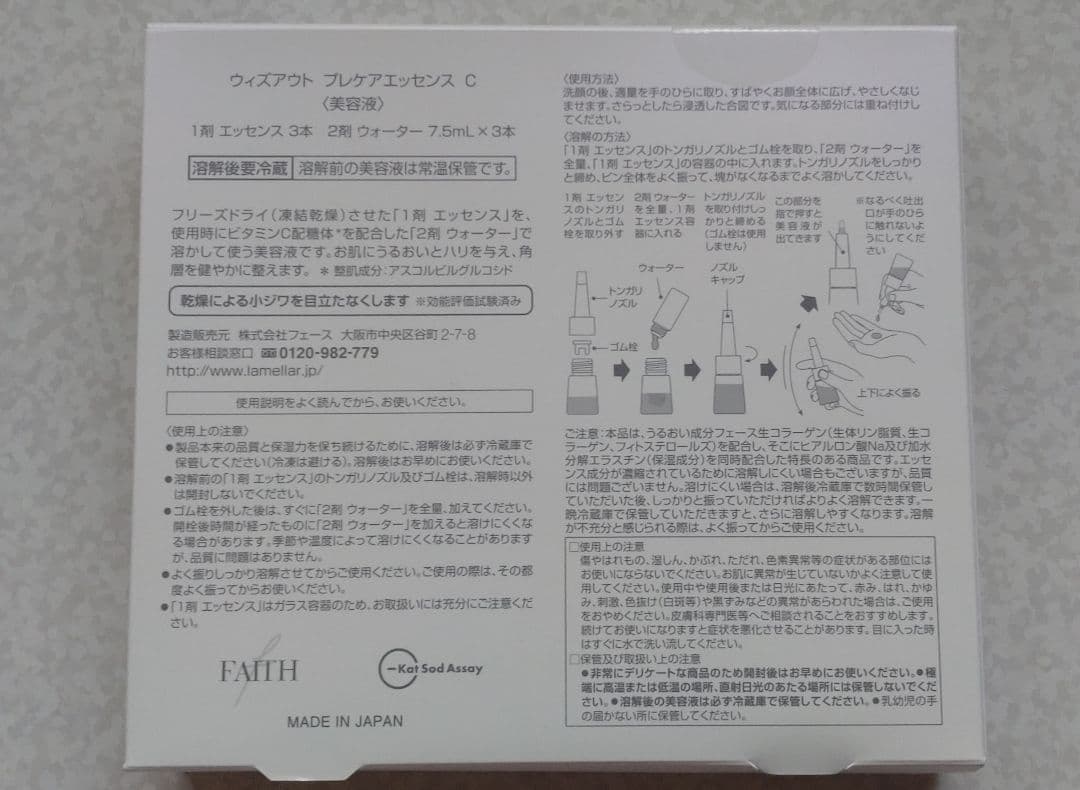 ウィズアウト プレケアエッセンス C
〈美容液〉
1剤 エッセンス 3本 2剤 ウォーター 7.5mL×3本
溶解後要冷蔵 溶解前の美容液は常温保管です。
フリーズドライ(凍結乾燥)させた「1剤 エッセンス」を、
使用時にビタミンC配糖体*を配合した「2剤 ウォーター」で
溶かして使う美容液です。お肌にうるおいとハリを与え、角
層を健やかに整えます。 * 整肌成分:アスコルビルグルコシド
乾燥による小ジワを目立たなくします ※効能評価試験済み
製造販売元 株式会社フェース 大阪市中央区谷町2-7-8
お客様相談窓口 0120-982-779
http://www.lamellar.jp/
使用説明をよく読んでから、お使いください。
〈使用上の注意〉
●製品本来の品質と保湿力を保ち続けるために、溶解後は必ず冷蔵庫で
保管してください(冷凍は避ける)。溶解後はお早めにお使いください。
●溶解前の「1剤 エッセンス」のトンガリノズル及びゴム栓は、溶解時以外
は開封しないでください。
●ゴム栓を外した後は、すぐに「2剤 ウォーター」を全量、加えてください。
開栓後時間が経ったものに「2剤 ウォーター」を加えると溶けにくくな
る場合があります。季節や温度によって溶けにくくなることがあります
が、品質に問題はありません。
●よく振りしっかり溶解させてからご使用ください。ご使用の際は、その都
度よく振ってからお使いください。
●「1剤 エッセンス」はガラス容器のため、お取扱いには充分にご注意くだ
さい。
FAITH
Kat Sod Assay
MADE IN JAPAN
〈使用方法〉
洗顔の後、適量を手のひらに取り、すばやくお顔全体に広げ、やさしくなじ
ませます。さらっとしたら浸透した合図です。気になる部分には重ね付けし
てください。
〈溶解の方法〉
「1剤 エッセンス」のトンガリノズルとゴム栓を取り、「2剤 ウォーター」を
全量、「1剤 エッセンス」の容器の中に入れます。トンガリノズルをしっかり
と締め、ビン全体をよく振って、塊がなくなるまでよく溶かしてください。
1剤 エッセン
スのトンガリ
ノズルとゴム
栓を取り外す
2剤 ウォーター
を全量、1剤
エッセンス容
器に入れる
トンガリノズル
を取り付けしっ
かりと締める
(ゴム栓は使用
しません)
この部分を
指で押すと
美容液が
出てきます
※なるべく吐出
口が手のひら
に触れないよ
うにしてくだ
さい
トンガリ
ノズル
ゴム栓
ウォーター
ノズル
キャップ
上下によく振る
ご注意:本品は、うるおい成分フェース生コラーゲン(生体リン脂質、生コ
ラーゲン、フィトステロールズ)を配合し、そこにヒアルロン酸Na及び加水
分解エラスチン(保湿成分)を同時配合した特長のある商品です。エッセ
ンス成分が濃縮されているために溶解しにくい場合もございますが、品質
には問題ございません。溶けにくい場合は、溶解後冷蔵庫で数時間保管し
ていただいた後、しっかりと振っていただければよりよく溶解できます。一
晩冷蔵庫で保管していただきますと、さらに溶解しやすくなります。溶解
が不充分と感じられる際は、よく振ってからご使用ください。
□使用上の注意
傷やはれもの、湿しん、かぶれ、ただれ、色素異常等の症状がある部位には
お使いにならないでください。お肌に異常が生じていないかよく注意して使
用してください。使用中や使用後または日光にあたって、赤み、はれ、かゆ
み、刺激、色抜け(白斑等)や黒ずみなどの異常があらわれた場合は、ご使用
をおやめください。皮膚科専門医等へご相談されることをおすすめします。
続けてお使いになりますと症状を悪化させることがあります。目に入った時
はすぐに水で洗い流してください。
□保管及び取扱い上の注意
●非常にデリケートな商品のため開封後はお早めにお使いください。●極
端に高温または低温の場所、直射日光のあたる場所には保管しないでくだ
さい。●溶解後の美容液は必ず冷蔵庫で保管してください。●乳幼児の手
の届かない所に保管してください。